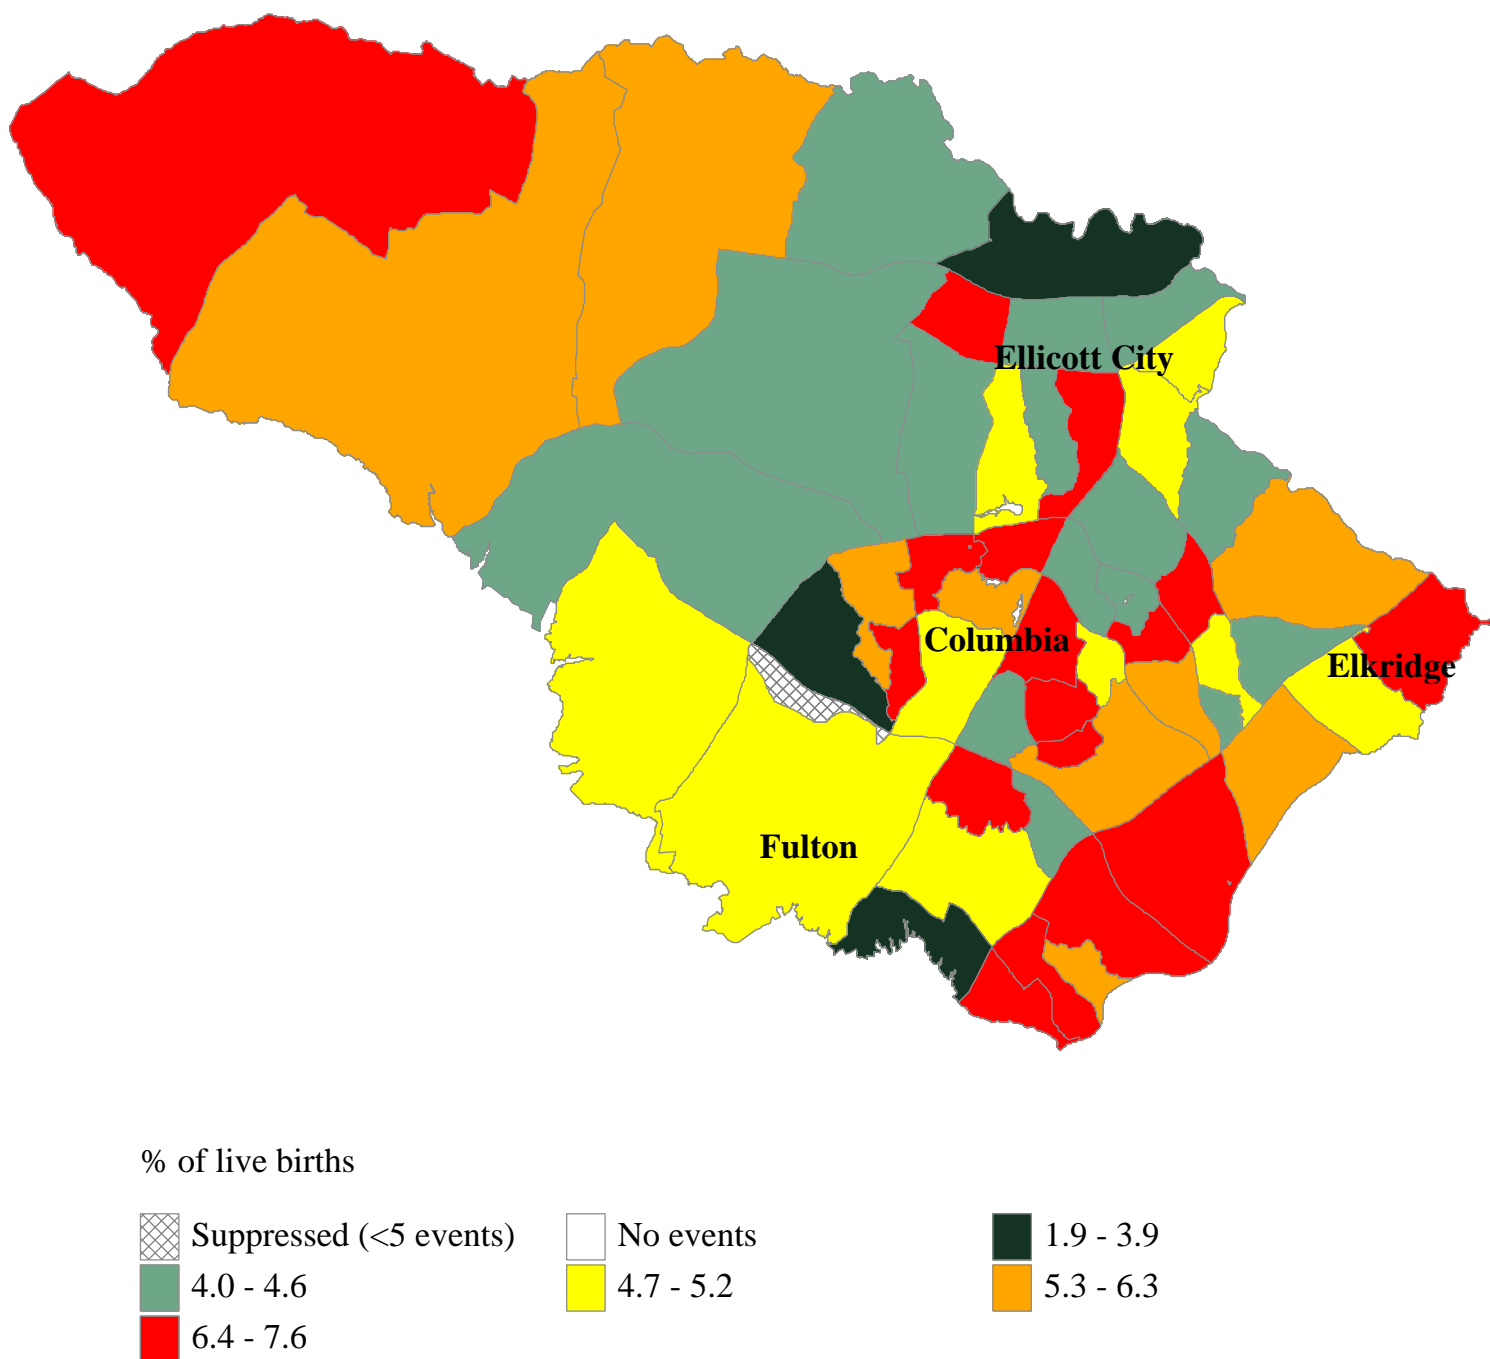 Ellicott City
Columbia
Elkridge
Fulton
% of live births
Suppressed (<5 events)
No events
1.9 - 3.9
4.0 - 4.6
4.7 - 5.2
5.3 - 6.3
6.4 - 7.6